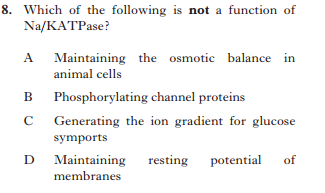 8. Which of the following is not a function of
Na/KATPase?
A Maintaining the osmotic balance in
animal cells
B Phosphorylating channel proteins
C Generating the ion gradient for glucose
symports
D Maintaining resting potential of
membranes